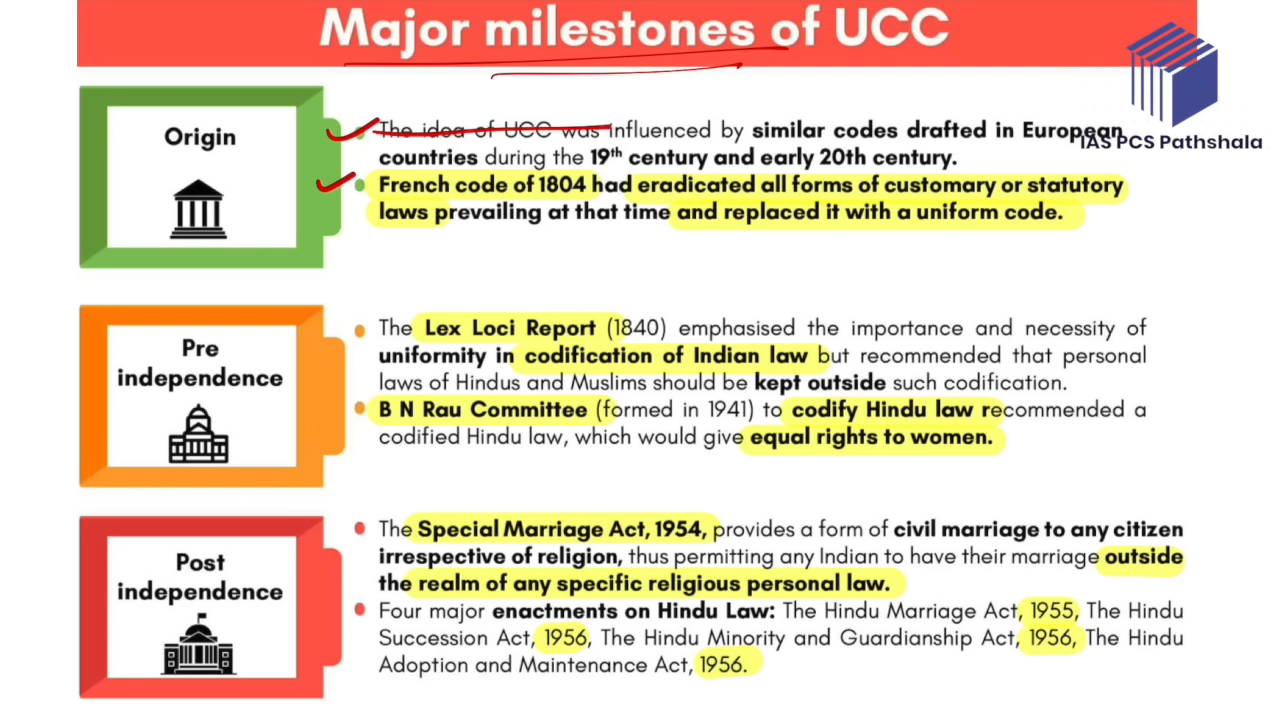 Major milestones of UCC
IAS PCS Pathshala
Origin
The idea of UCC was influenced by similar codes drafted in European
countries during the 19th century and early 20th century.
French code of 1804 had eradicated all forms of customary or statutory
laws prevailing at that time and replaced it with a uniform code.
Pre
independence
The Lex Loci Report (1840) emphasised the importance and necessity of
uniformity in codification of Indian law but recommended that personal
laws of Hindus and Muslims should be kept outside such codification.
B N Rau Committee (formed in 1941) to codify Hindu law recommended a
codified Hindu law, which would give equal rights to women.
Post
independence
The Special Marriage Act, 1954, provides a form of civil marriage to any citizen
irrespective of religion, thus permitting any Indian to have their marriage outside
the realm of any specific religious personal law.
Four major enactments on Hindu Law: The Hindu Marriage Act, 1955, The Hindu
Succession Act, 1956, The Hindu Minority and Guardianship Act, 1956, The Hindu
Adoption and Maintenance Act, 1956.